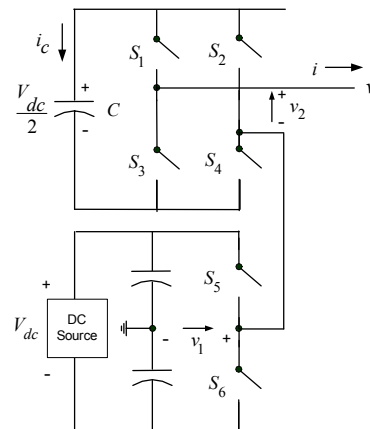 i_c
S_1
S_2
i
+
V_dc/2
C
-
+
v_2
-
v
S_3
S_4
+
V_dc
DC
Source
-
S_5
-
v_1
+
S_6